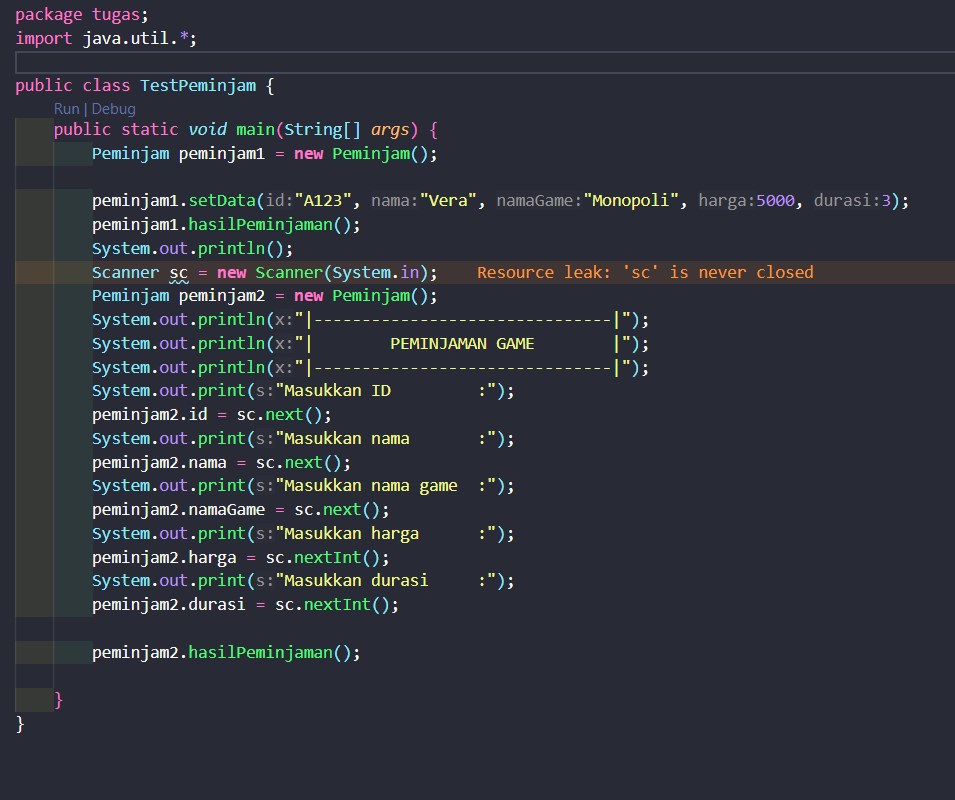 package tugas;
import java.util.*;
public class TestPeminjam {
Run | Debug
public static void main(String[] args) {
Peminjam peminjam1 = new Peminjam();
peminjam1.setData(id:"A123", nama:"Vera", namaGame:"Monopoli", harga:5000, durasi:3);
peminjam1.hasilPeminjaman();
System.out.println();
Scanner sc = new Scanner(System.in);    Resource leak: 'sc' is never closed
Peminjam peminjam2 = new Peminjam();
System.out.println(x:"|-------------------------------|");
System.out.println(x:"|        PEMINJAMAN GAME        |");
System.out.println(x:"|-------------------------------|");
System.out.print(s:"Masukkan ID         :");
peminjam2.id = sc.next();
System.out.print(s:"Masukkan nama       :");
peminjam2.nama = sc.next();
System.out.print(s:"Masukkan nama game  :");
peminjam2.namaGame = sc.next();
System.out.print(s:"Masukkan harga      :");
peminjam2.harga = sc.nextInt();
System.out.print(s:"Masukkan durasi     :");
peminjam2.durasi = sc.nextInt();
peminjam2.hasilPeminjaman();
}
}